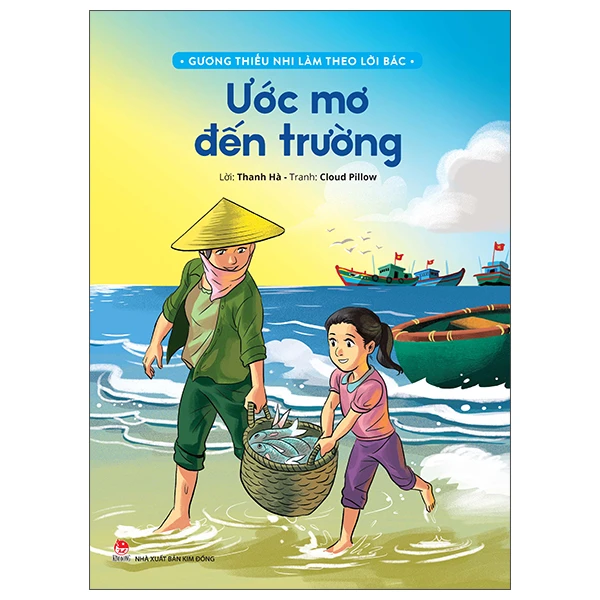 • GƯƠNG THIẾU NHI LÀM THEO LỜI BÁC •
Ước mơ
đến trường
Lời: Thanh Hà - Tranh: Cloud Pillow
NHÀ XUẤT BẢN KIM ĐỒNG